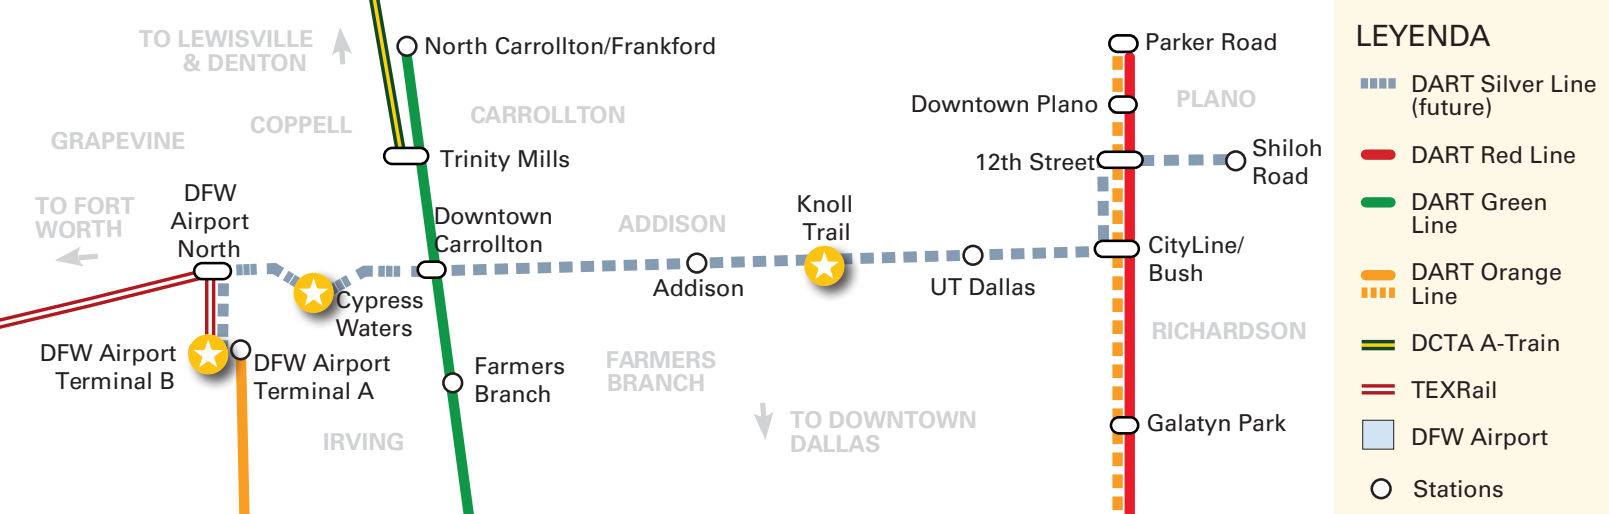 TO LEWISVILLE
& DENTON
North Carrollton/Frankford
Parker Road
Downtown Plano
PLANO
CARROLLTON
COPPELL
GRAPEVINE
Trinity Mills
12th Street
Shiloh
Road
DFW
Airport
North
TO FORT
WORTH
Downtown
Carrollton
ADDISON
Knoll
Trail
CityLine/
Bush
Addison
UT Dallas
Cypress
Waters
RICHARDSON
DFW Airport
Terminal B
DFW Airport
Terminal A
Farmers
Branch
FARMERS
BRANCH
TO DOWNTOWN
DALLAS
Galatyn Park
IRVING
LEYENDA
DART Silver Line
(future)
DART Red Line
DART Green
Line
DART Orange
Line
DCTA A-Train
TEXRail
DFW Airport
Stations